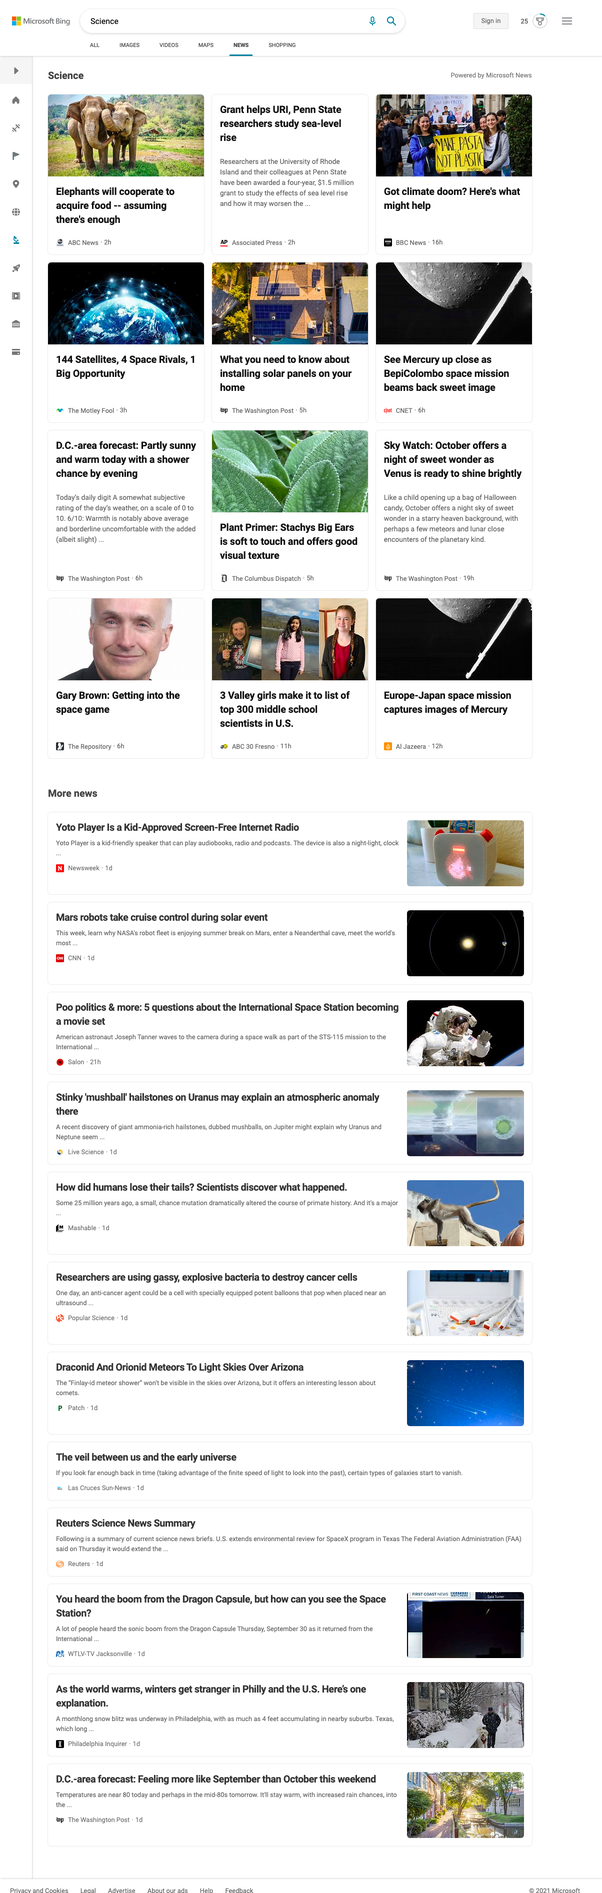 Microsoft Bing
Science
Sign in
25
ALL
IMAGES
VIDEOS
MAPS
NEWS
SHOPPING
Science
Powered by Microsoft News
Elephants will cooperate to
acquire food -- assuming
there's enough
ABC News · 2h
Grant helps URI, Penn State
researchers study sea-level
rise
Researchers at the University of Rhode
Island and their colleagues at Penn State
have been awarded a four-year, $1.5 million
grant to study the effects of sea level rise
and how it may worsen the ...
AP
Associated Press · 2h
MAKE PASTA
NOT PLASTIC
Got climate doom? Here's what
might help
BBC News · 16h
144 Satellites, 4 Space Rivals, 1
Big Opportunity
The Motley Fool · 3h
What you need to know about
installing solar panels on your
home
wp
The Washington Post · 5h
See Mercury up close as
BepiColombo space mission
beams back sweet image
CNET · 6h
D.C.-area forecast: Partly sunny
and warm today with a shower
chance by evening
Today's daily digit A somewhat subjective
rating of the day's weather, on a scale of 0 to
10. 6/10: Warmth is notably above average
and borderline uncomfortable with the added
(albeit slight) ...
wp
The Washington Post · 6h
Plant Primer: Stachys Big Ears
is soft to touch and offers good
visual texture
The Columbus Dispatch · 5h
Sky Watch: October offers a
night of sweet wonder as
Venus is ready to shine brightly
Like a child opening up a bag of Halloween
candy, October offers a night sky of sweet
wonder in a starry heaven background, with
perhaps a few meteors and lunar close
encounters of the planetary kind.
wp
The Washington Post · 19h
Gary Brown: Getting into the
space game
The Repository · 6h
3 Valley girls make it to list of
top 300 middle school
scientists in U.S.
ABC 30 Fresno · 11h
Europe-Japan space mission
captures images of Mercury
Al Jazeera · 12h
More news
Yoto Player Is a Kid-Approved Screen-Free Internet Radio
Yoto Player is a kid-friendly speaker that can play audiobooks, radio and podcasts. The device is also a night-light, clock
...
N
Newsweek · 1d
Mars robots take cruise control during solar event
This week, learn why NASA's robot fleet is enjoying summer break on Mars, enter a Neanderthal cave, meet the world's
most ...
CNN · 1d
Poo politics & more: 5 questions about the International Space Station becoming
a movie set
American astronaut Joseph Tanner waves to the camera during a space walk as part of the STS-115 mission to the
International ...
Salon · 21h
Stinky 'mushball' hailstones on Uranus may explain an atmospheric anomaly
there
A recent discovery of giant ammonia-rich hailstones, dubbed mushballs, on Jupiter might explain why Uranus and
Neptune seem ...
Live Science · 1d
How did humans lose their tails? Scientists discover what happened.
Some 25 million years ago, a small, chance mutation dramatically altered the course of primate history. And it's a major
...
Mashable · 1d
Researchers are using gassy, explosive bacteria to destroy cancer cells
One day, an anti-cancer agent could be a cell with specially equipped potent balloons that pop when placed near an
ultrasound ...
Popular Science · 1d
Draconid And Orionid Meteors To Light Skies Over Arizona
The "Finlay-id meteor shower" won't be visible in the skies over Arizona, but it offers an interesting lesson about
comets.
P
Patch · 1d
The veil between us and the early universe
If you look far enough back in time (taking advantage of the finite speed of light to look into the past), certain types of galaxies start to vanish.
Las Cruces Sun-News · 1d
Reuters Science News Summary
Following is a summary of current science news briefs. U.S. extends environmental review for SpaceX program in Texas The Federal Aviation Administration (FAA)
said on Thursday it would extend the ...
Reuters · 1d
You heard the boom from the Dragon Capsule, but how can you see the Space
Station?
A lot of people heard the sonic boom from the Dragon Capsule Thursday, September 30 as it returned from the
International ...
WTLV-TV Jacksonville · 1d
FIRST COAST NEWS
As the world warms, winters get stranger in Philly and the U.S. Here's one
explanation.
A monthlong snow blitz was underway in Philadelphia, with as much as 4 feet accumulating in nearby suburbs. Texas,
which long ...
Philadelphia Inquirer · 1d
D.C.-area forecast: Feeling more like September than October this weekend
Temperatures are near 80 today and perhaps in the mid-80s tomorrow. It'll stay warm, with increased rain chances, into
the ...
wp
The Washington Post · 1d
Privacy and Cookies
Legal
Advertise
About our ads
Help
Feedback
© 2021 Microsoft